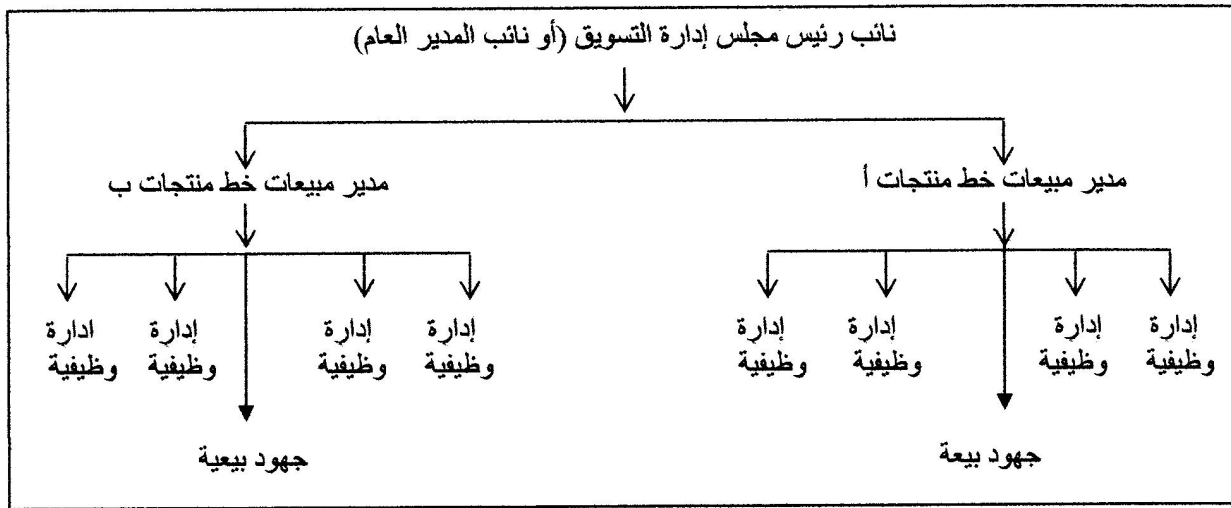 نائب رئيس مجلس إدارة التسويق (أو نائب المدير العام)
مدير مبيعات خط منتجات أ
مدير مبيعات خط منتجات ب
إدارة وظيفية
إدارة وظيفية
إدارة وظيفية
إدارة وظيفية
إدارة وظيفية
إدارة وظيفية
إدارة وظيفية
ادارة وظيفية
جهود بيعة
جهود بيعية